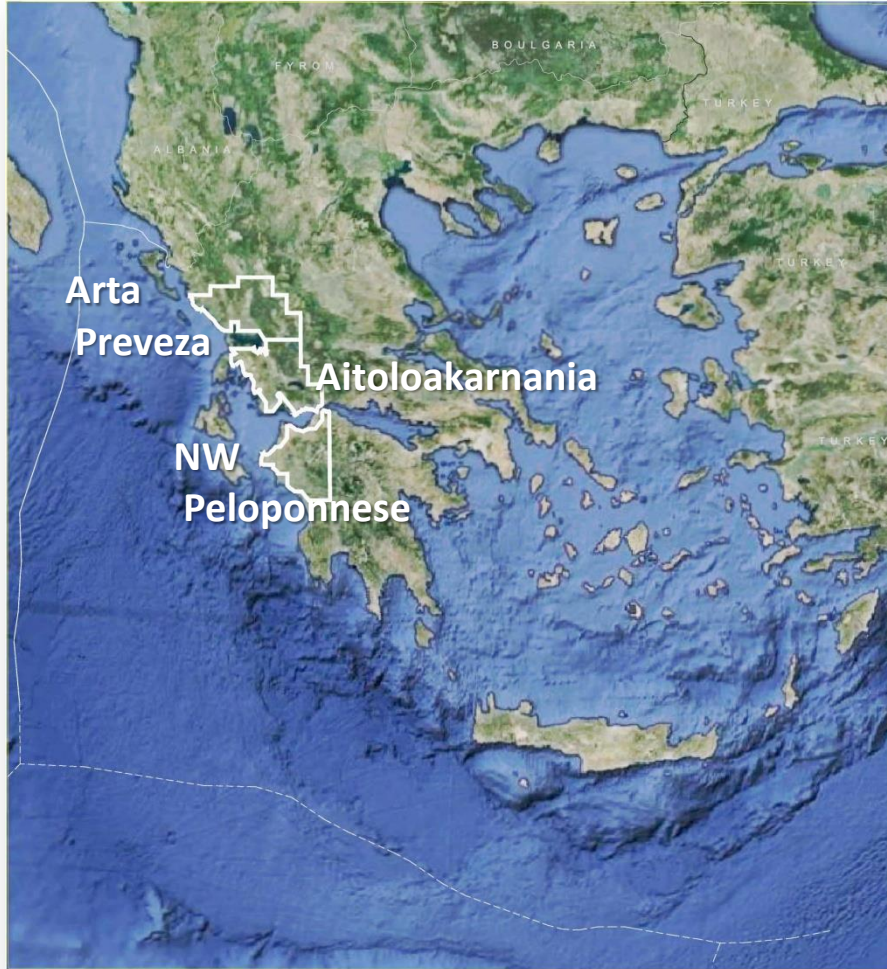 BOULGARIA
FYROM
TURKEY
ALBANIA
TURKEY
Arta
Preveza
Aitoloakarnania
TURKEY
NW
Peloponnese